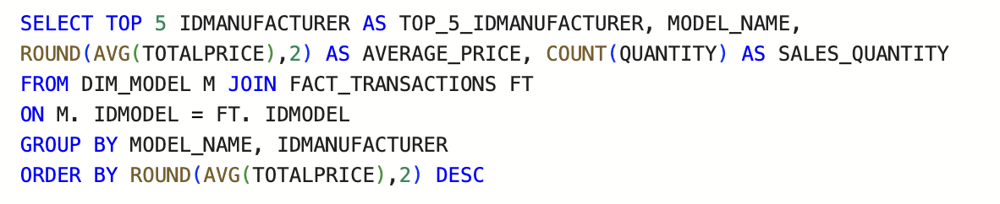 SELECT TOP 5 IDMANUFACTURER AS TOP_5_IDMANUFACTURER, MODEL_NAME,
ROUND(AVG(TOTALPRICE),2) AS AVERAGE_PRICE, COUNT(QUANTITY) AS SALES_QUANTITY
FROM DIM_MODEL M JOIN FACT_TRANSACTIONS FT
ON M. IDMODEL = FT. IDMODEL
GROUP BY MODEL_NAME, IDMANUFACTURER
ORDER BY ROUND(AVG(TOTALPRICE),2) DESC